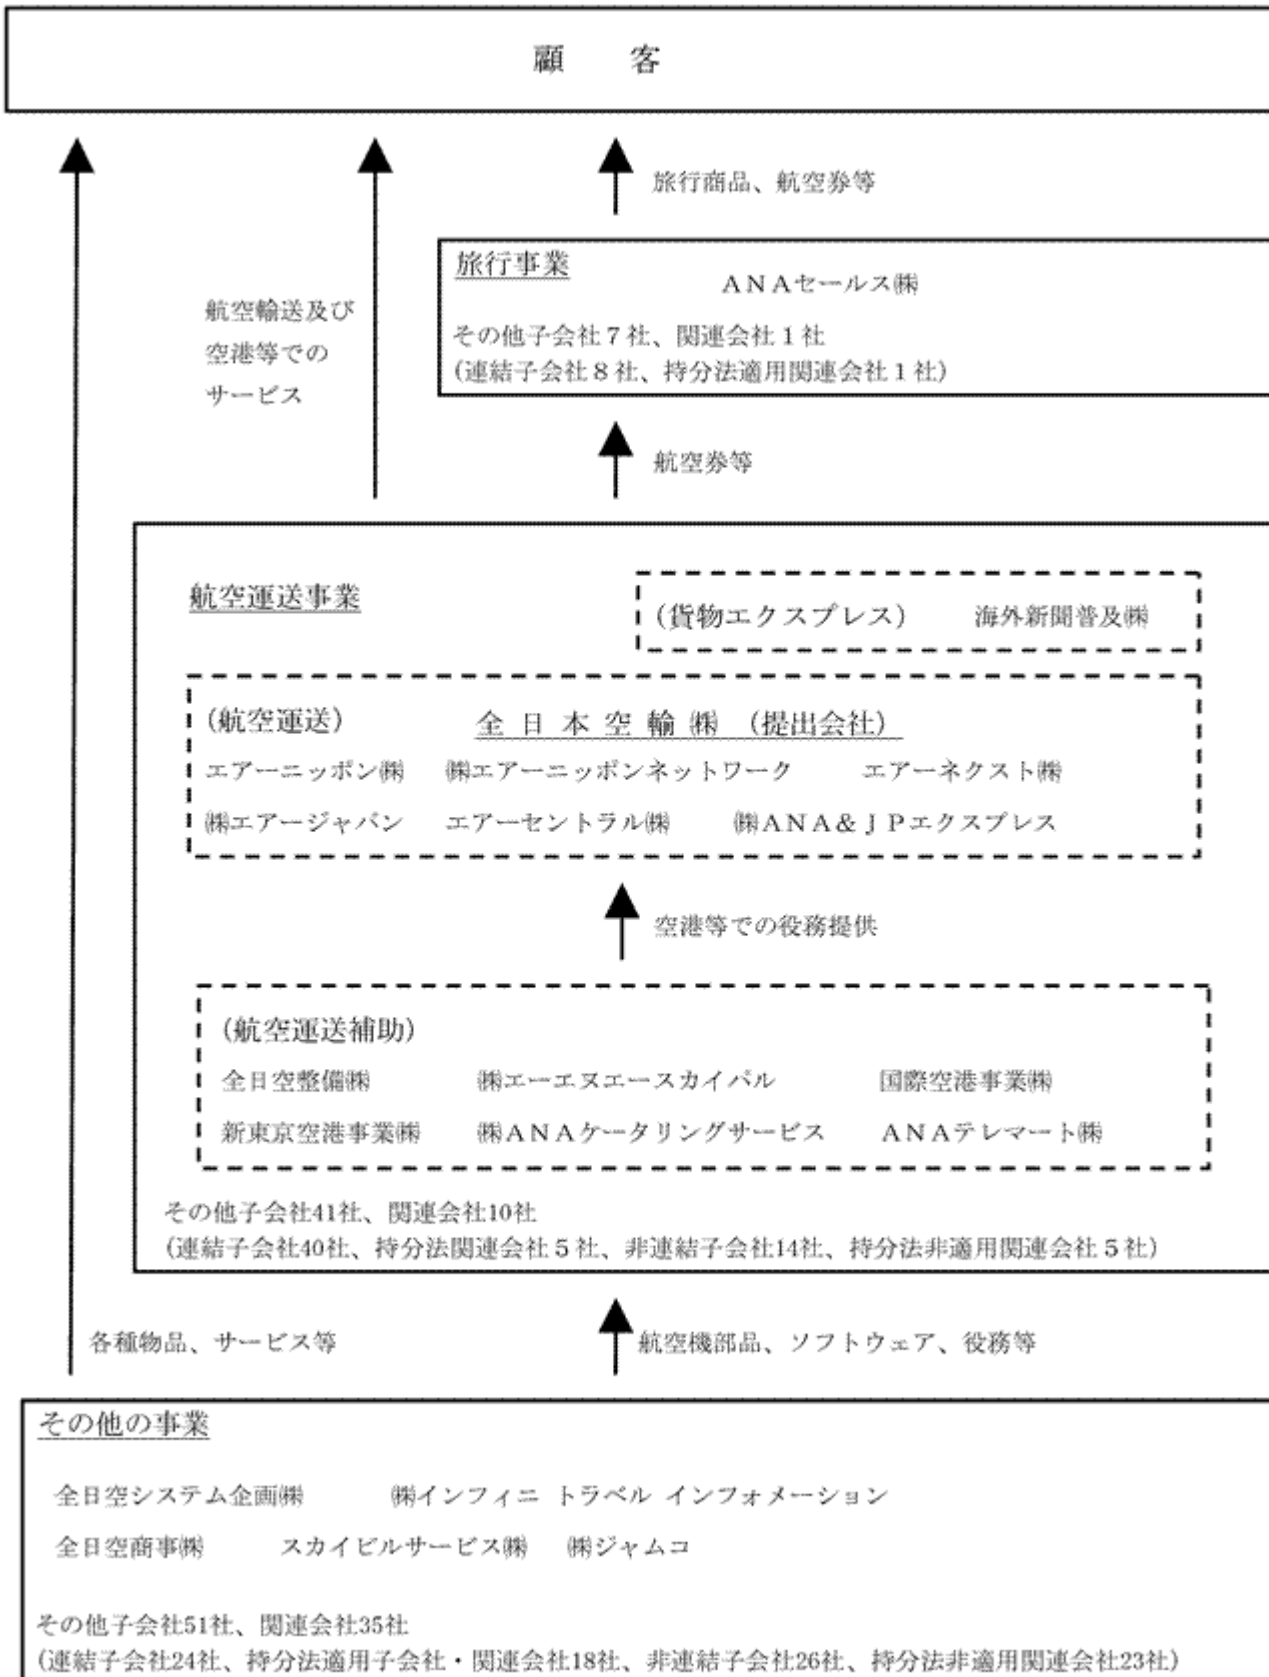 顧　客
旅行商品、航空券等
旅行事業
ＡＮＡセールス㈱
その他子会社７社、関連会社１社
(連結子会社８社、持分法適用関連会社１社)
航空輸送及び
空港等での
サービス
航空券等
航空運送事業
(貨物エクスプレス)　海外新聞普及㈱
(航空運送)　全日本空輸㈱　(提出会社)
エアーニッポン㈱　㈱エアーニッポンネットワーク　エアーネクスト㈱
㈱エアージャパン　エアーセントラル㈱　㈱ＡＮＡ＆ＪＰエクスプレス
空港等での役務提供
(航空運送補助)
全日空整備㈱　㈱エーエヌエースカイパル　国際空港事業㈱
新東京空港事業㈱　㈱ＡＮＡケータリングサービス　ＡＮＡテレマート㈱
その他子会社41社、関連会社10社
(連結子会社40社、持分法関連会社５社、非連結子会社14社、持分法非適用関連会社５社)
各種物品、サービス等
航空機部品、ソフトウェア、役務等
その他の事業
全日空システム企画㈱　㈱インフィニ トラベル インフォメーション
全日空商事㈱　スカイビルサービス㈱　㈱ジャムコ
その他子会社51社、関連会社35社
(連結子会社24社、持分法適用子会社・関連会社18社、非連結子会社26社、持分法非適用関連会社23社)